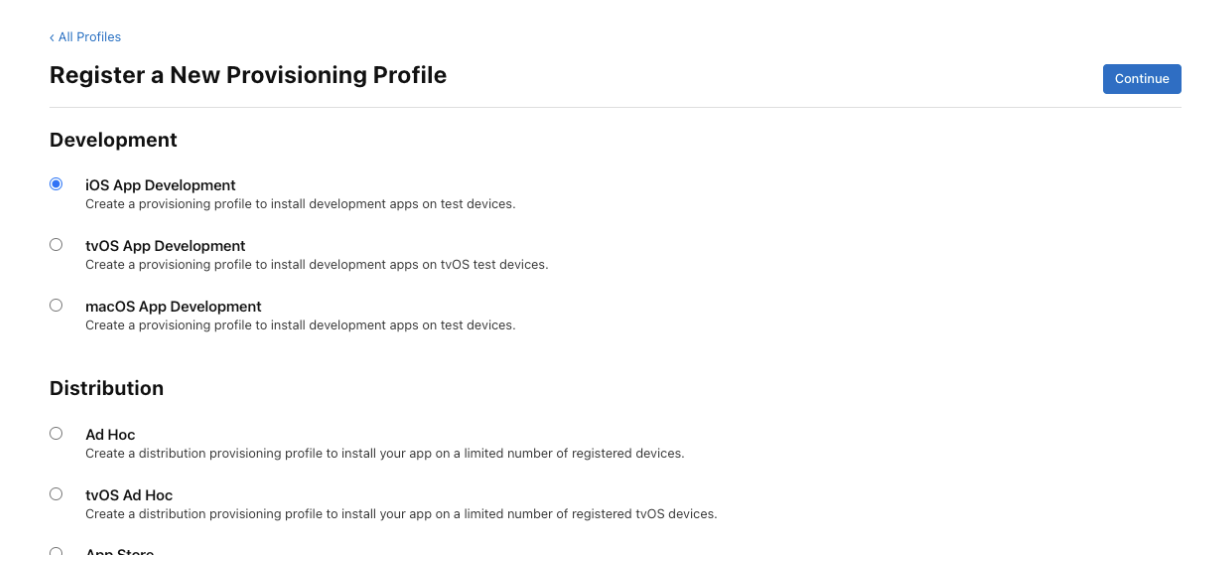 ‹ All Profiles
Register a New Provisioning Profile
Continue
Development
iOS App Development
Create a provisioning profile to install development apps on test devices.
tvOS App Development
Create a provisioning profile to install development apps on tvOS test devices.
macOS App Development
Create a provisioning profile to install development apps on test devices.
Distribution
Ad Hoc
Create a distribution provisioning profile to install your app on a limited number of registered devices.
tvOS Ad Hoc
Create a distribution provisioning profile to install your app on a limited number of registered tvOS devices.
App Store